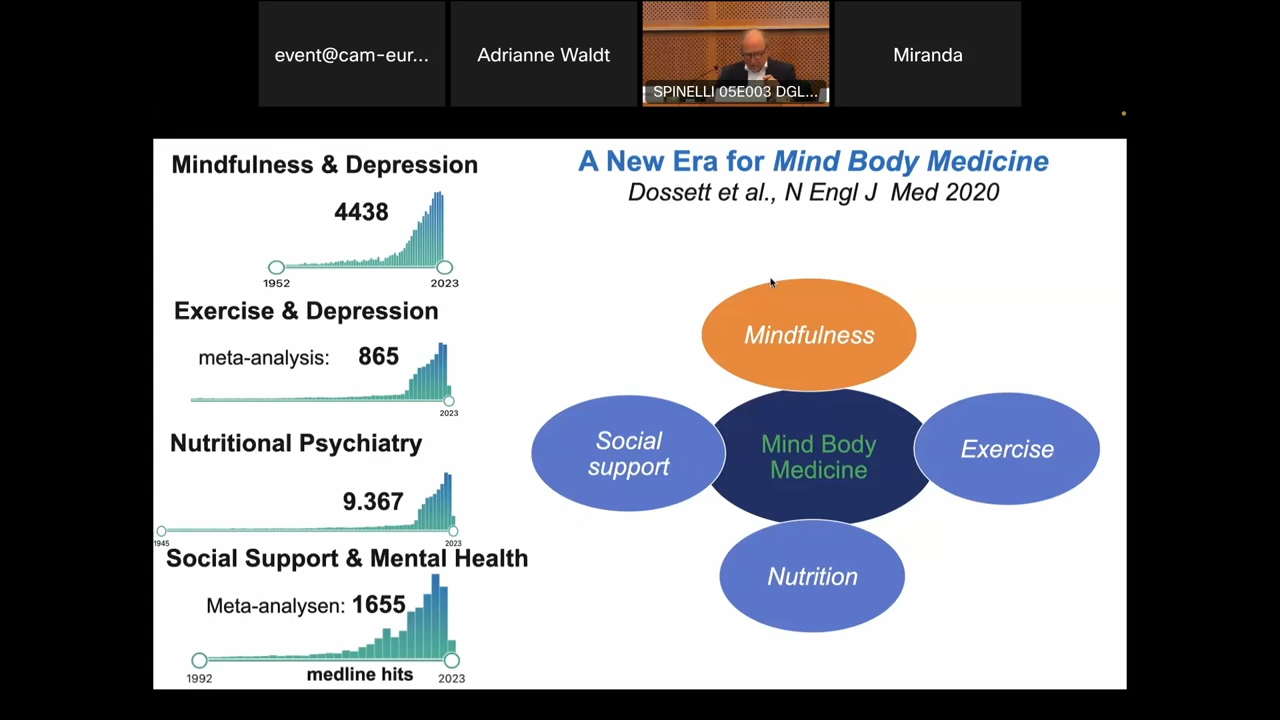 event@cam-eur...
Adrianne Waldt
SPINELLI 05E003 DGL...
Miranda
Mindfulness & Depression
4438
1952
2023
Exercise & Depression
meta-analysis: 865
2023
Nutritional Psychiatry
9.367
1945
2023
Social Support & Mental Health
Meta-analysen: 1655
medline hits
1992
2023
A New Era for Mind Body Medicine
Dossett et al., N Engl J Med 2020
Mindfulness
Social
support
Mind Body
Medicine
Exercise
Nutrition